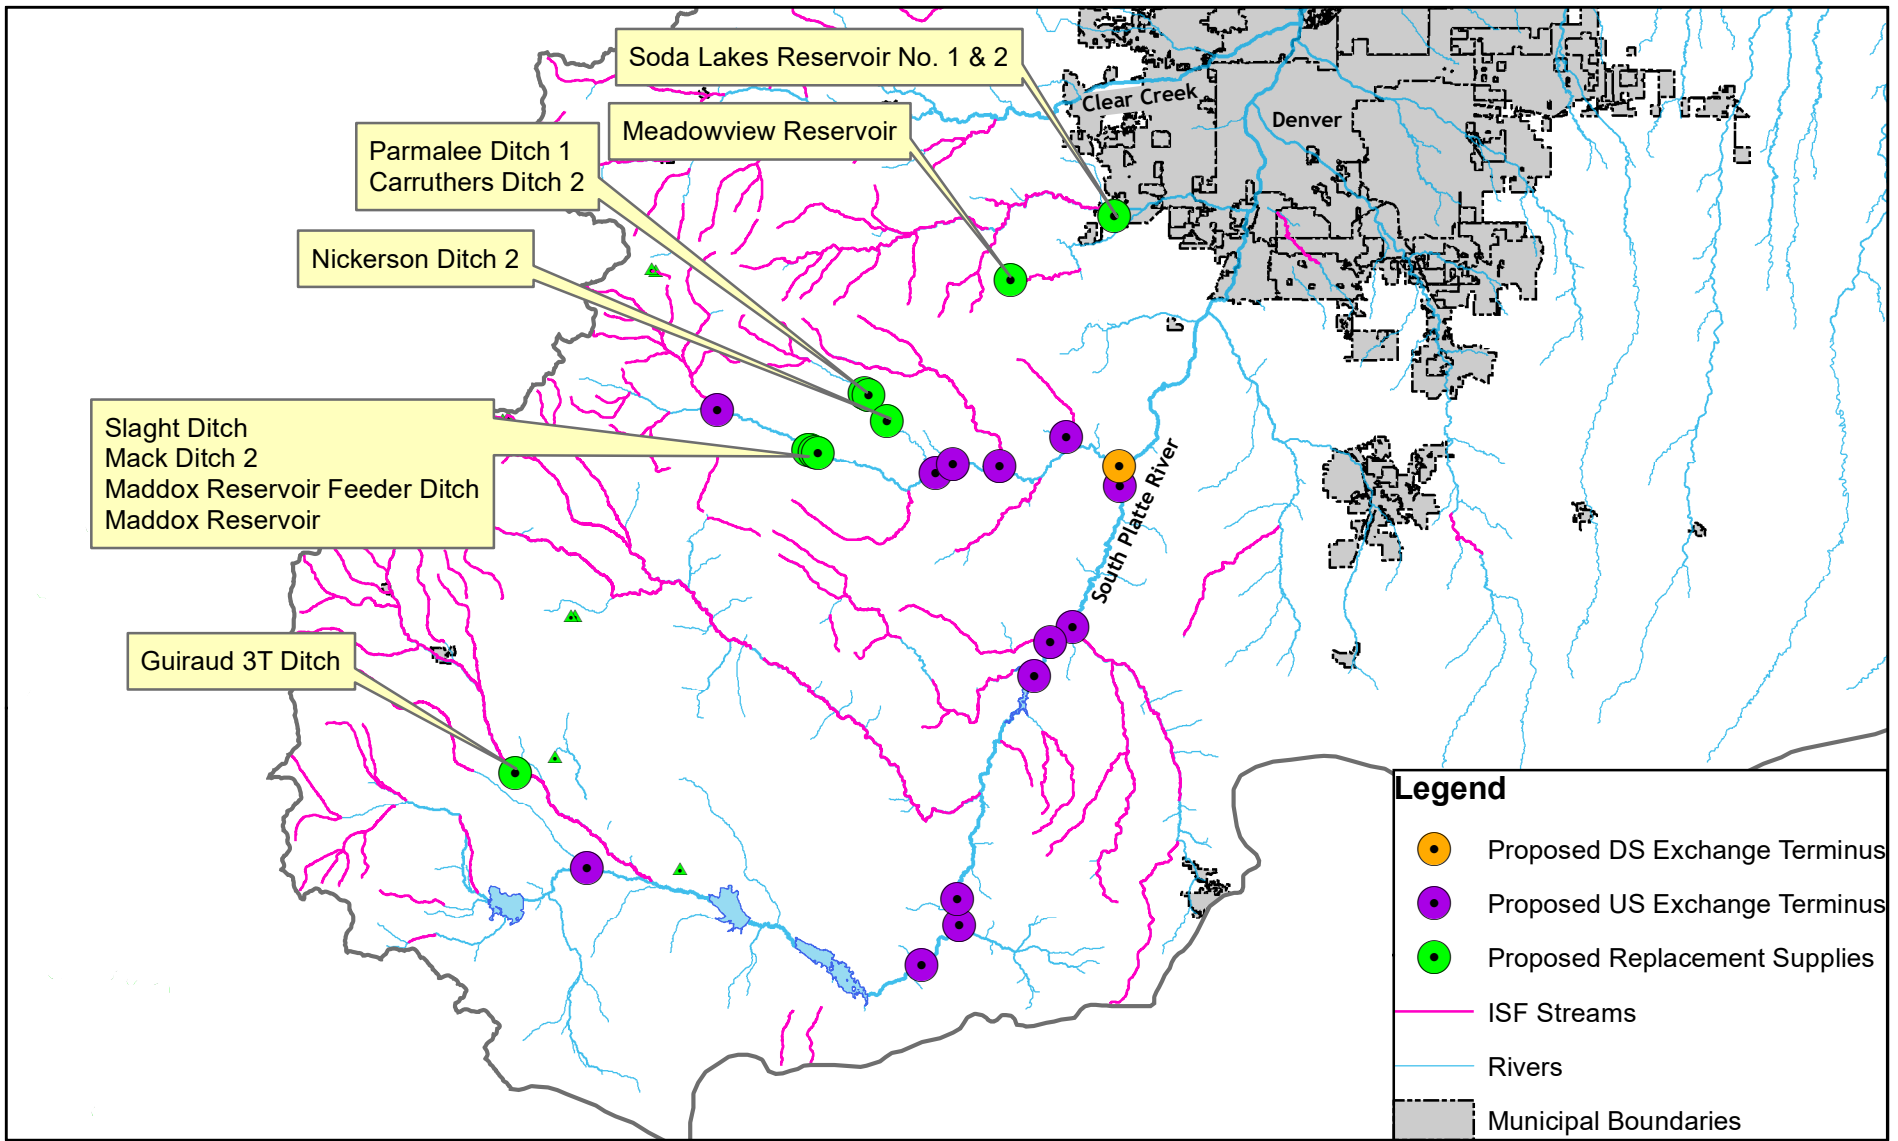 Soda Lakes Reservoir No. 1 & 2
Clear Creek
Meadowview Reservoir
Denver
Parmalee Ditch 1
Carruthers Ditch 2
Nickerson Ditch 2
Slaght Ditch
Mack Ditch 2
Maddox Reservoir Feeder Ditch
Maddox Reservoir
South Platte River
Guiraud 3T Ditch
Legend
Proposed DS Exchange Terminus
Proposed US Exchange Terminus
Proposed Replacement Supplies
ISF Streams
Rivers
Municipal Boundaries